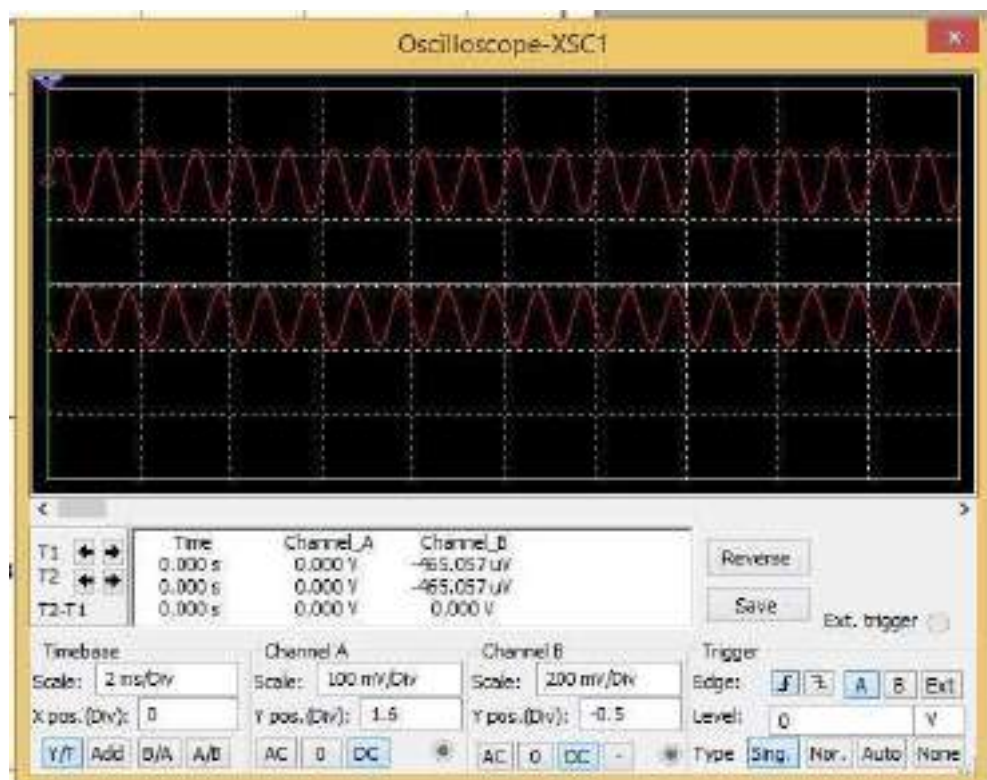 Oscilloscope-XSC1
Time Channel_A Channel_B
T1 0.000 s 0.000 V -465.057 uV
T2 0.000 s 0.000 V -465.057 uV
T2-T1 0.000 s 0.000 V 0.000 V
Reverse
Save
Ext. trigger
Timebase Channel A Channel B Trigger
Scale: 2 ms/Div Scale: 100 mV/Div Scale: 200 mV/Div Edge: A B Ext
X pos.(Div): 0 Y pos.(Div): 1.6 Y pos.(Div): -0.5 Level: 0 V
Y/T Add B/A A/B AC 0 DC AC 0 DC - Type Sing. Nor. Auto None